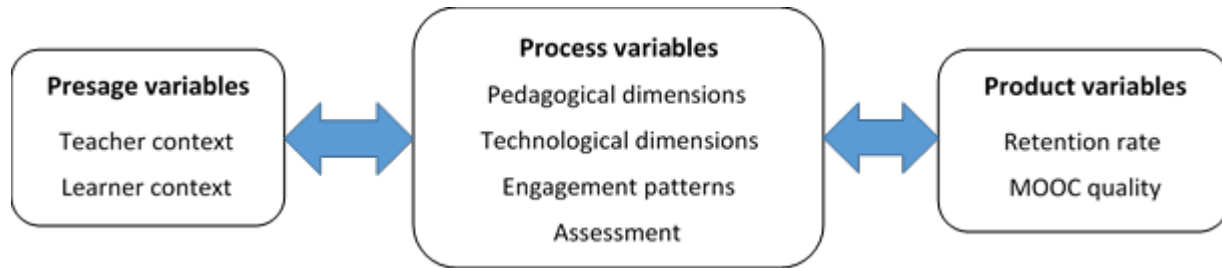 Presage variables
Teacher context
Learner context
Process variables
Pedagogical dimensions
Technological dimensions
Engagement patterns
Assessment
Product variables
Retention rate
MOOC quality